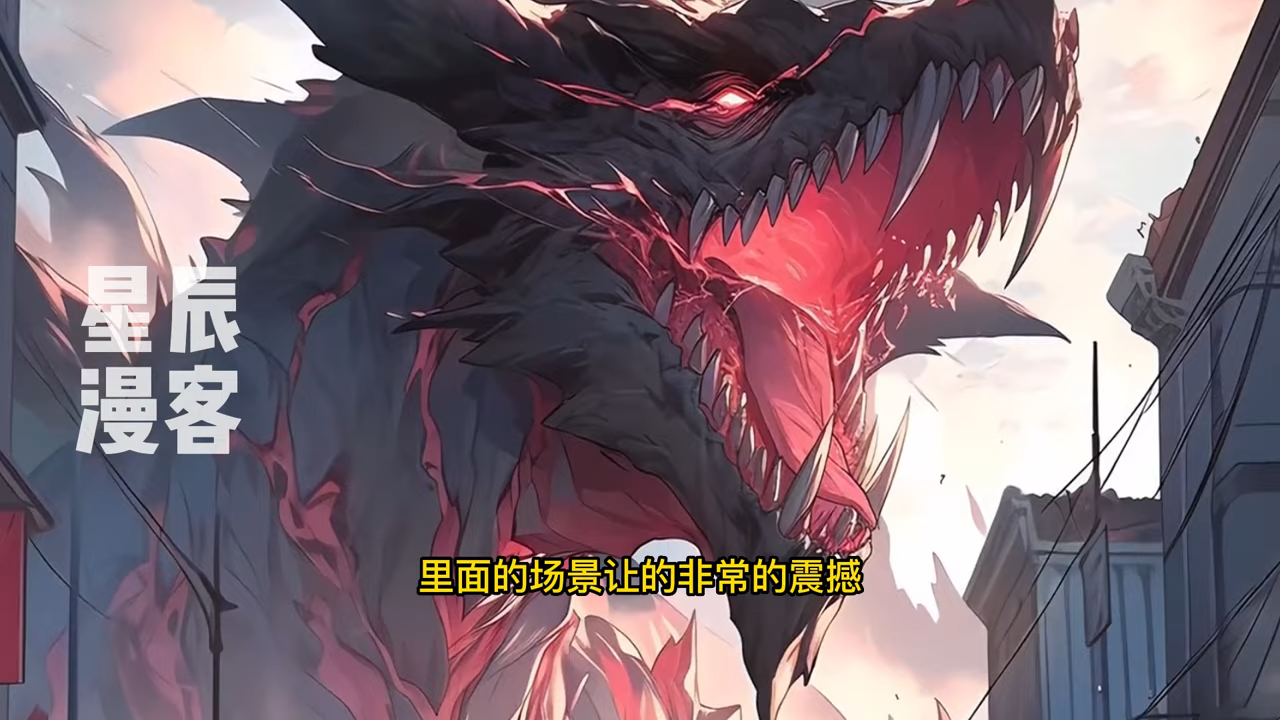 星辰
漫客
里面的场景让的非常的震撼